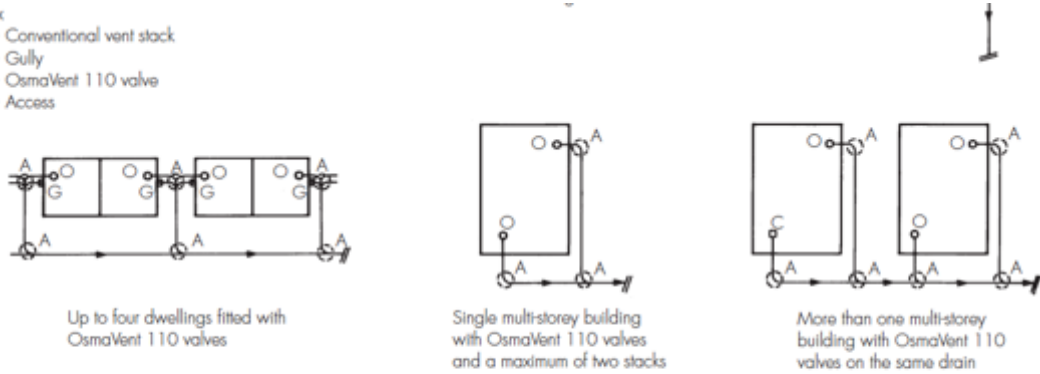 Conventional vent stack
Gully
OsmaVent 110 valve
Access
A
O
O
A
O
O
A
G
G
G
G
A
A
A
Up to four dwellings fitted with
OsmaVent 110 valves
O
A
O
A
A
Single multi-storey building
with OsmaVent 110 valves
and a maximum of two stacks
O
A
O
A
C
O
A
A
A
A
More than one multi-storey
building with OsmaVent 110
valves on the same drain